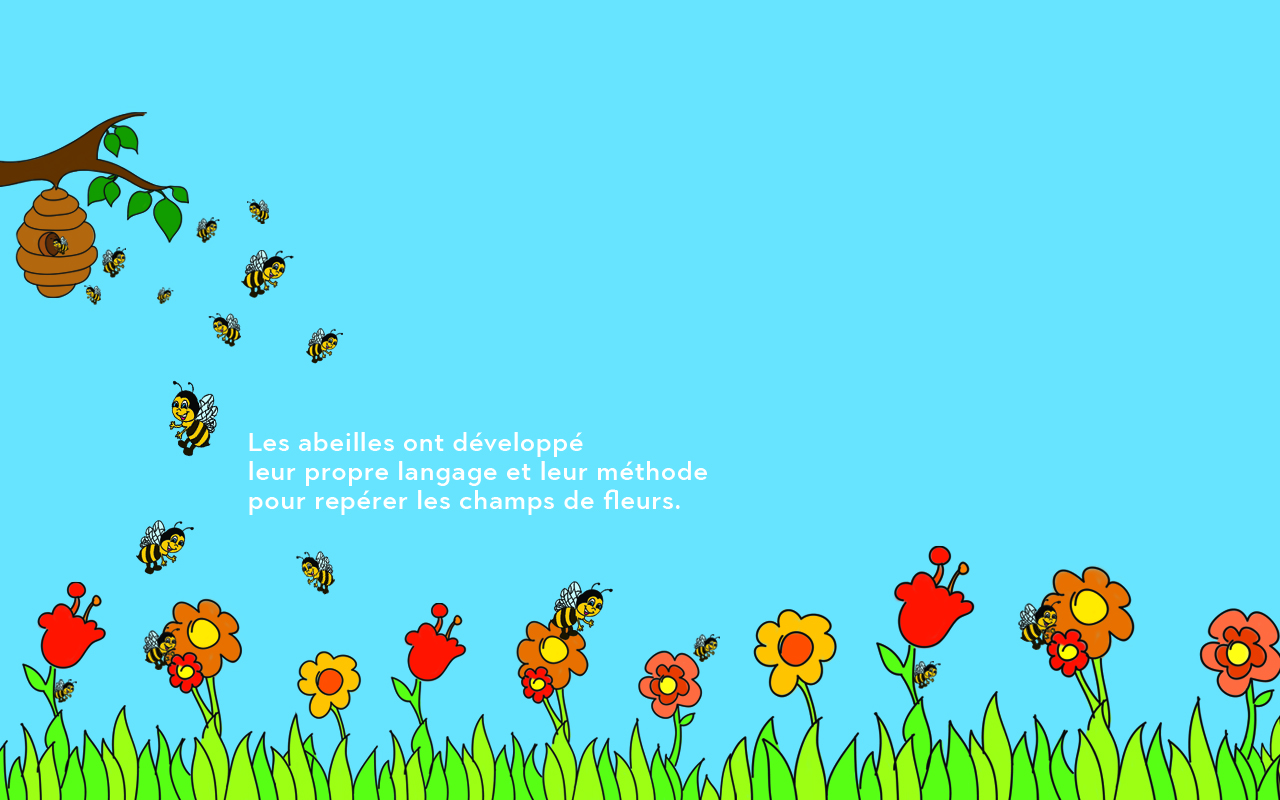 Les abeilles ont développé
leur propre langage et leur méthode
pour repérer les champs de fleurs.